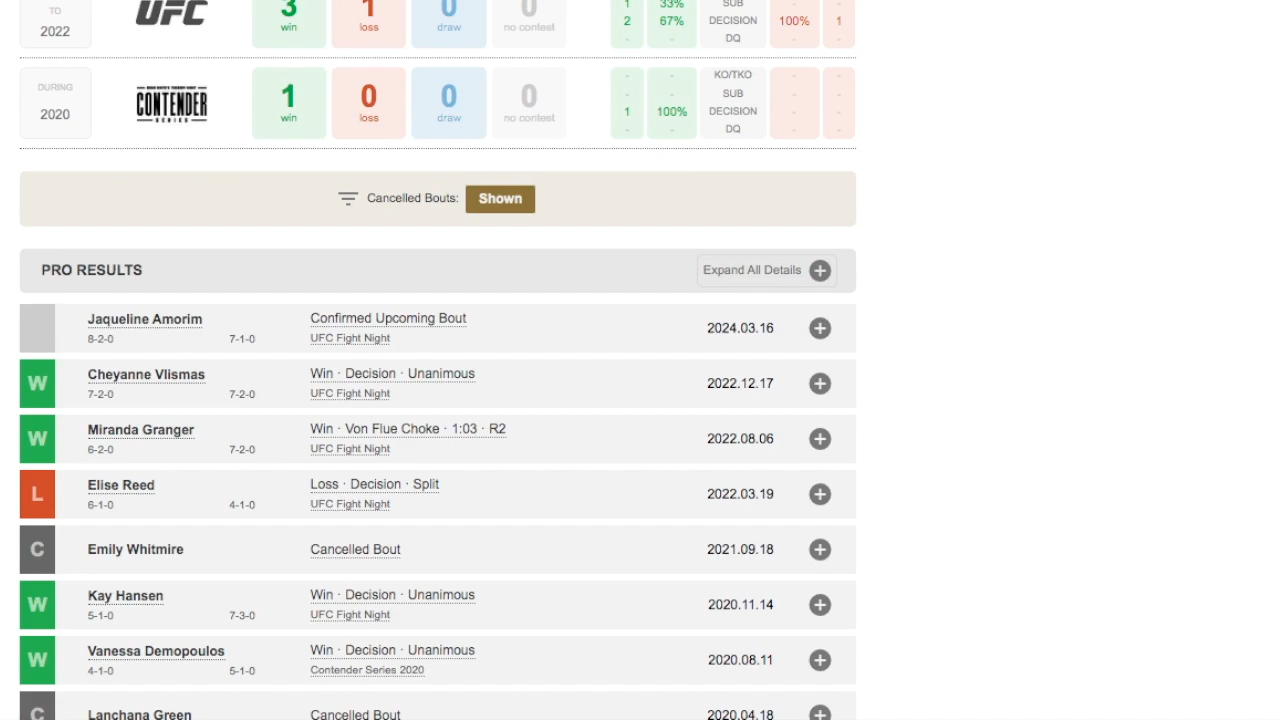 TO
2022
UFC
3
win
1
loss
0
draw
0
no contest
1 33% SUB - -
2 67% DECISION 100% 1
- - DQ - -
DURING
2020
CONTENDER
SERIES
1
win
0
loss
0
draw
0
no contest
- - KO/TKO - -
- - SUB - -
1 100% DECISION - -
- - DQ - -
Cancelled Bouts: Shown
PRO RESULTS
Expand All Details
Jaqueline Amorim
8-2-0 7-1-0
Confirmed Upcoming Bout
UFC Fight Night
2024.03.16
W
Cheyanne Vlismas
7-2-0 7-2-0
Win · Decision · Unanimous
UFC Fight Night
2022.12.17
W
Miranda Granger
6-2-0 7-2-0
Win · Von Flue Choke · 1:03 · R2
UFC Fight Night
2022.08.06
L
Elise Reed
6-1-0 4-1-0
Loss · Decision · Split
UFC Fight Night
2022.03.19
C
Emily Whitmire
Cancelled Bout
2021.09.18
W
Kay Hansen
5-1-0 7-3-0
Win · Decision · Unanimous
UFC Fight Night
2020.11.14
W
Vanessa Demopoulos
4-1-0 5-1-0
Win · Decision · Unanimous
Contender Series 2020
2020.08.11
C
Lanchana Green
Cancelled Bout
2020.04.18